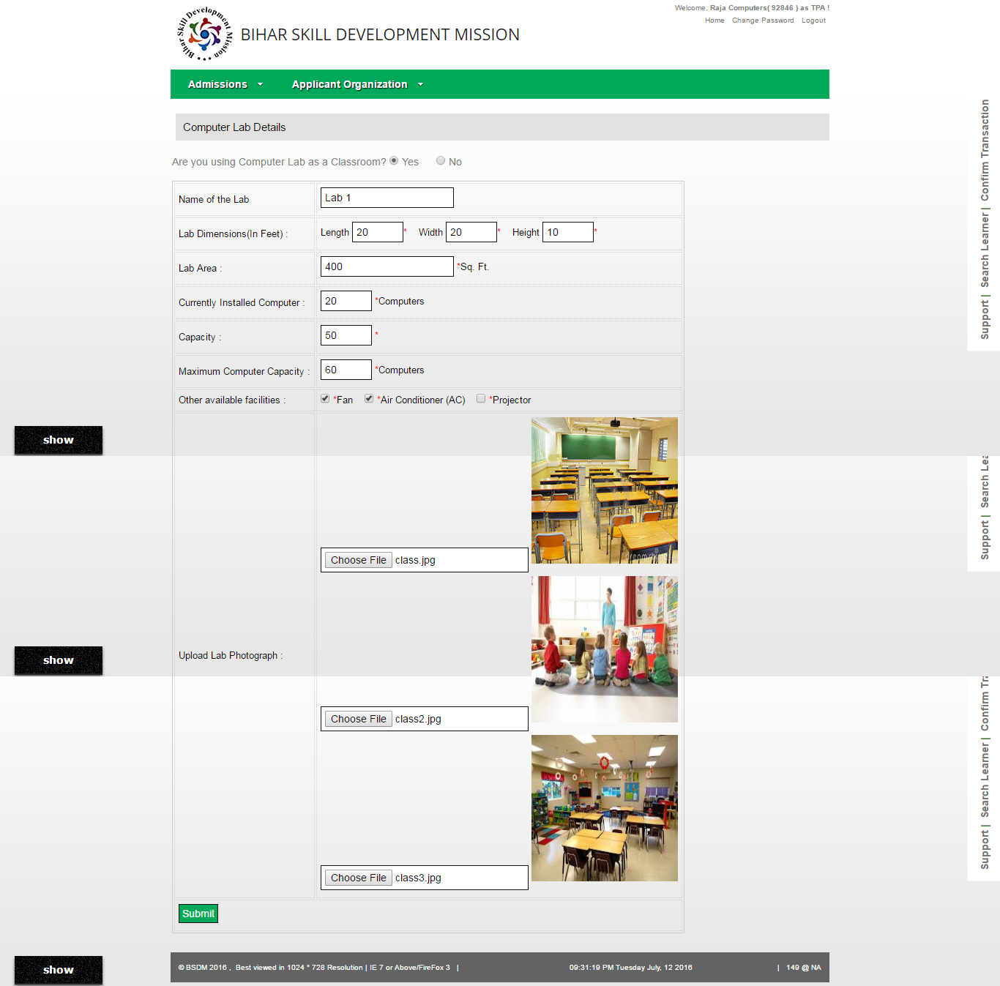 Welcome, Raja Computers( 92846 ) as TPA !
Home Change Password Logout
Bihar Skill Development Mission
BIHAR SKILL DEVELOPMENT MISSION
Admissions Applicant Organization
Computer Lab Details
Are you using Computer Lab as a Classroom? Yes No
Name of the Lab Lab 1
Lab Dimensions(In Feet) : Length 20* Width 20* Height 10*
Lab Area : 400 *Sq. Ft.
Currently Installed Computer : 20 *Computers
Capacity : 50 *
Maximum Computer Capacity : 60 *Computers
Other available facilities : *Fan *Air Conditioner (AC) *Projector
Support | Search Learner | Confirm Transaction
show
Choose File class.jpg
Support | Search Lea
Upload Lab Photograph :
show
Choose File class2.jpg
Support | Search Learner | Confirm Tra
Choose File class3.jpg
Submit
© BSDM 2016 , Best viewed in 1024 * 728 Resolution | IE 7 or Above/FireFox 3 | 09:31:19 PM Tuesday July, 12 2016 | 149 @ NA
show